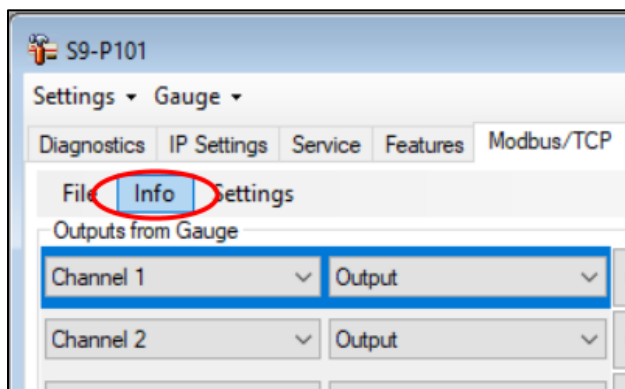 S9-P101
Settings Gauge
Diagnostics IP Settings Service Features Modbus/TCP
File Info Settings
Outputs from Gauge
Channel 1 Output
Channel 2 Output